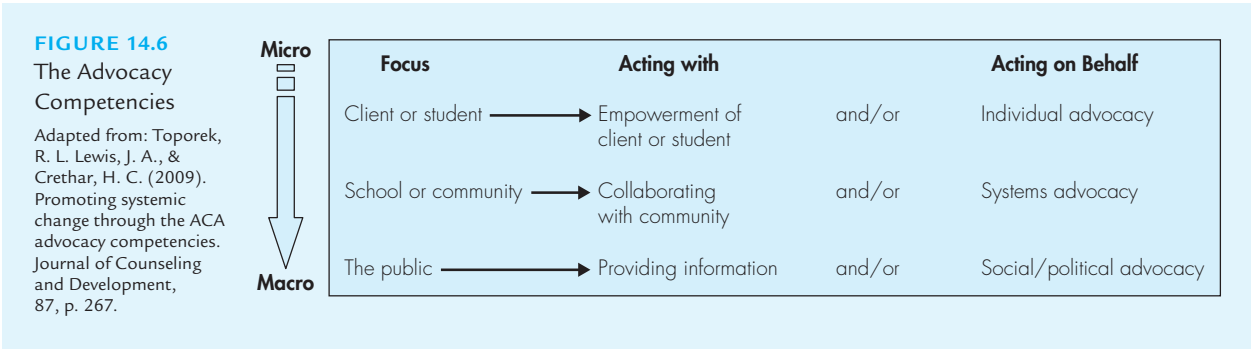 FIGURE 14.6
The Advocacy
Competencies
Adapted from: Toporek,
R. L. Lewis, J. A., &
Crethar, H. C. (2009).
Promoting systemic
change through the ACA
advocacy competencies.
Journal of Counseling
and Development,
87, p. 267.
Micro
Macro
Focus Acting with Acting on Behalf
Client or student Empowerment of and/or Individual advocacy
client or student
School or community Collaborating and/or Systems advocacy
with community
The public Providing information and/or Social/political advocacy